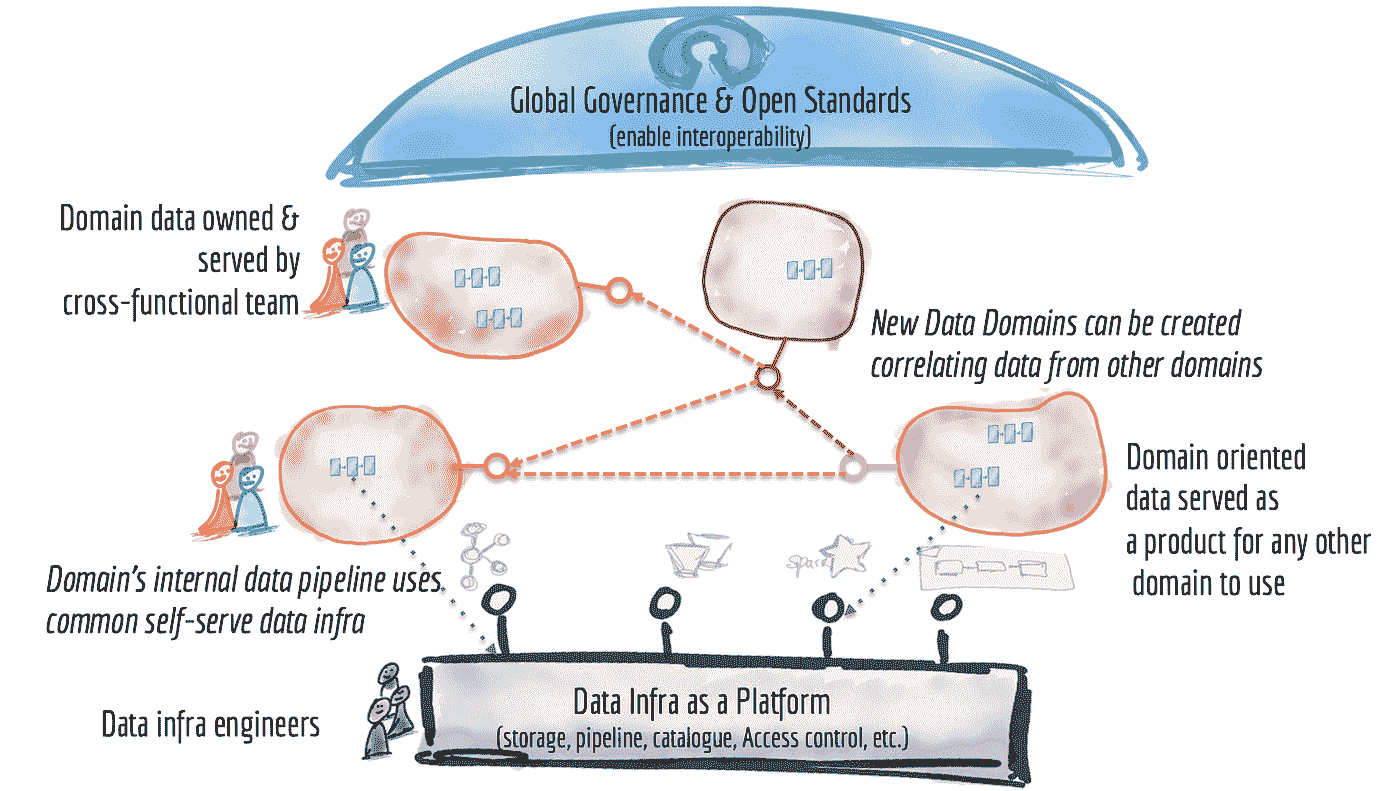 Global Governance & Open Standards
(enable interoperability)
Domain data owned &
served by
cross-functional team
New Data Domains can be created
correlating data from other domains
Domain oriented
data served as
a product for any other
domain to use
Domain's internal data pipeline uses
common self-serve data infra
Spark
Data infra engineers
Data Infra as a Platform
(storage, pipeline, catalogue, Access control, etc.)